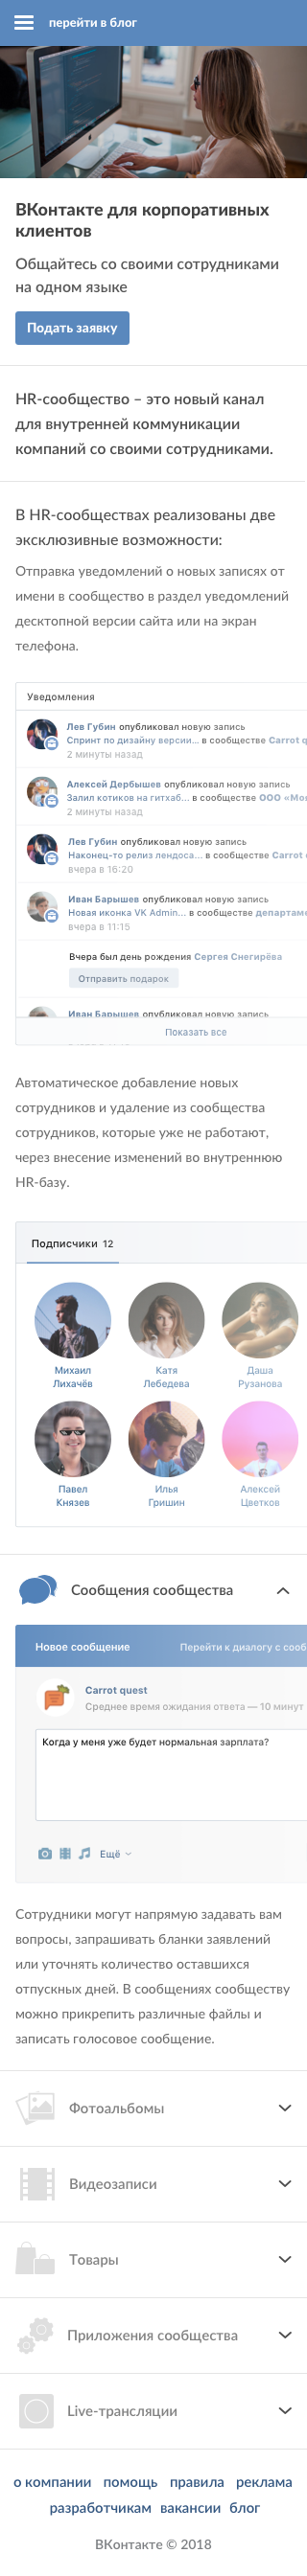 перейти в блог
ВКонтакте для корпоративных
клиентов
Общайтесь со своими сотрудниками
на одном языке
Подать заявку
HR-сообщество – это новый канал
для внутренней коммуникации
компаний со своими сотрудниками.
В HR-сообществах реализованы две
эксклюзивные возможности:
Отправка уведомлений о новых записях от
имени в сообщество в раздел уведомлений
десктопной версии сайта или на экран
телефона.
Уведомления
Лев Губин опубликовал новую запись
Спринт по дизайну версии... в сообществе Carrot q
2 минуты назад
Алексей Дербышев опубликовал новую запись
Залил котиков на гитхаб... в сообществе ООО «Моя
2 минуты назад
Лев Губин опубликовал новую запись
Наконец-то релиз лендоса... в сообществе Carrot
вчера в 16:20
Иван Барышев опубликовал новую запись
Новая иконка VK Admin... в сообществе департам
вчера в 11:15
Вчера был день рождения Сергея Снегирёва
Отправить подарок
Иван Барышев опубликовал новую запись
Показать все
Автоматическое добавление новых
сотрудников и удаление из сообщества
сотрудников, которые уже не работают,
через внесение изменений во внутреннюю
HR-базу.
Подписчики 12
Михаил Катя Даша
Лихачёв Лебедева Рузанова
Павел Илья Алексей
Князев Гришин Цветков
Сообщения сообщества
Новое сообщение Перейти к диалогу с сооб
Carrot quest
Среднее время ожидания ответа — 10 минут
Когда у меня уже будет нормальная зарплата?
Ещё
Сотрудники могут напрямую задавать вам
вопросы, запрашивать бланки заявлений
или уточнять количество оставшихся
отпускных дней. В сообщениях сообществу
можно прикрепить различные файлы и
записать голосовое сообщение.
Фотоальбомы
Видеозаписи
Товары
Приложения сообщества
Live-трансляции
о компании помощь правила реклама
разработчикам вакансии блог
ВКонтакте © 2018